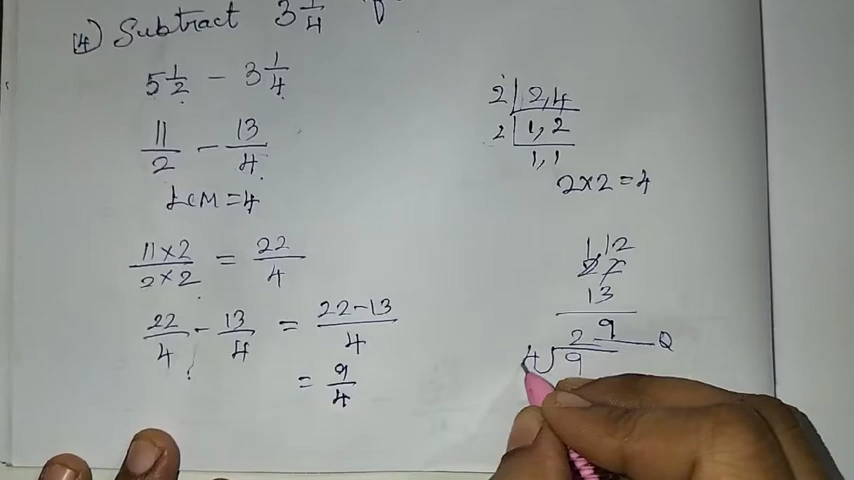 (4) Subtract 3 1/4
5 1/2 - 3 1/4
11/2 - 13/4
LCM = 4
(11×2)/(2×2) = 22/4
22/4 - 13/4 = (22-13)/4
= 9/4
2 | 2, 4
2 | 1, 2
1, 1
2×2 = 4
1 12
22
13
9
2 Q
4 ) 9